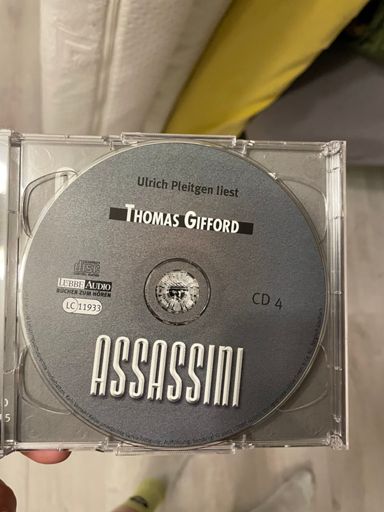 Ulrich Pleitgen liest
THOMAS GIFFORD
LÜBBE AUDIO
BÜCHER ZUM HÖREN
LC 11933
CD 4
ASSASSINI